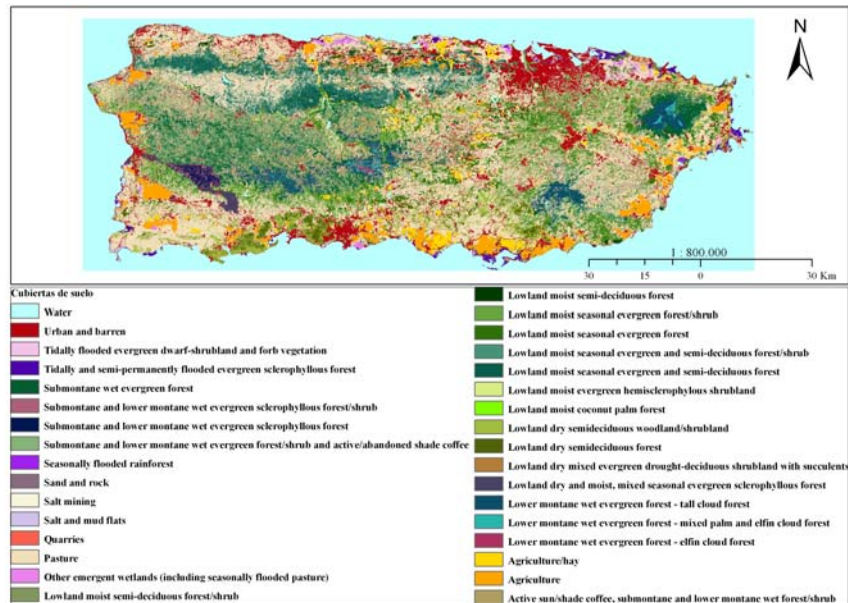 N
1 : 800.000
30 15 0 30 Km
Cubiertas de suelo
Water
Urban and barren
Tidally flooded evergreen dwarf-shrubland and forb vegetation
Tidally and semi-permanently flooded evergreen sclerophyllous forest
Submontane wet evergreen forest
Submontane and lower montane wet evergreen sclerophyllous forest/shrub
Submontane and lower montane wet evergreen sclerophyllous forest
Submontane and lower montane wet evergreen forest/shrub and active/abandoned shade coffee
Seasonally flooded rainforest
Sand and rock
Salt mining
Salt and mud flats
Quarries
Pasture
Other emergent wetlands (including seasonally flooded pasture)
Lowland moist semi-deciduous forest/shrub
Lowland moist semi-deciduous forest
Lowland moist seasonal evergreen forest/shrub
Lowland moist seasonal evergreen forest
Lowland moist seasonal evergreen and semi-deciduous forest/shrub
Lowland moist seasonal evergreen and semi-deciduous forest
Lowland moist evergreen hemisclerophylous shrubland
Lowland moist coconut palm forest
Lowland dry semideciduous woodland/shrubland
Lowland dry semideciduous forest
Lowland dry mixed evergreen drought-deciduous shrubland with succulents
Lowland dry and moist, mixed seasonal evergreen sclerophyllous forest
Lower montane wet evergreen forest - tall cloud forest
Lower montane wet evergreen forest - mixed palm and elfin cloud forest
Lower montane wet evergreen forest - elfin cloud forest
Agriculture/hay
Agriculture
Active sun/shade coffee, submontane and lower montane wet forest/shrub